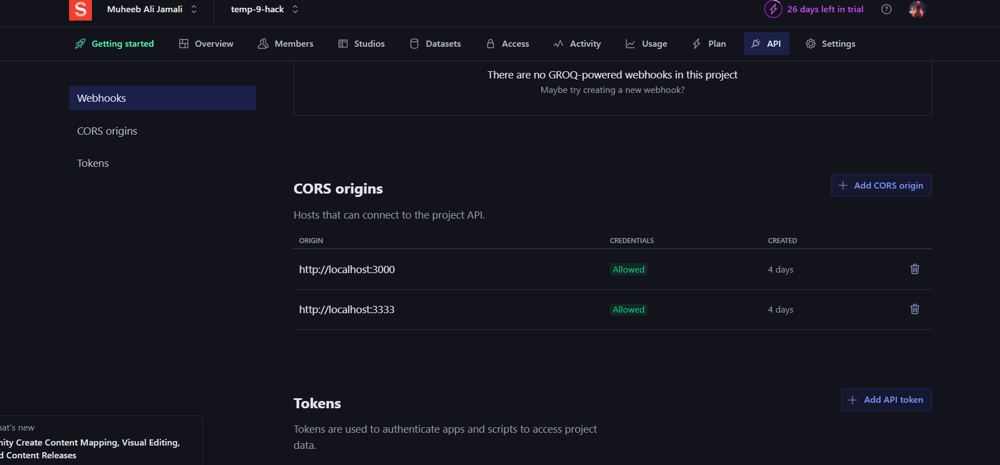 S Muheeb Ali Jamali temp-9-hack 26 days left in trial ?
Getting started Overview Members Studios Datasets Access Activity Usage Plan API Settings
There are no GROQ-powered webhooks in this project
Maybe try creating a new webhook?
Webhooks
CORS origins
Tokens
CORS origins
+ Add CORS origin
Hosts that can connect to the project API.
ORIGIN CREDENTIALS CREATED
http://localhost:3000 Allowed 4 days
http://localhost:3333 Allowed 4 days
Tokens
+ Add API token
Tokens are used to authenticate apps and scripts to access project
data.
hat's new
nity Create Content Mapping, Visual Editing,
d Content Releases